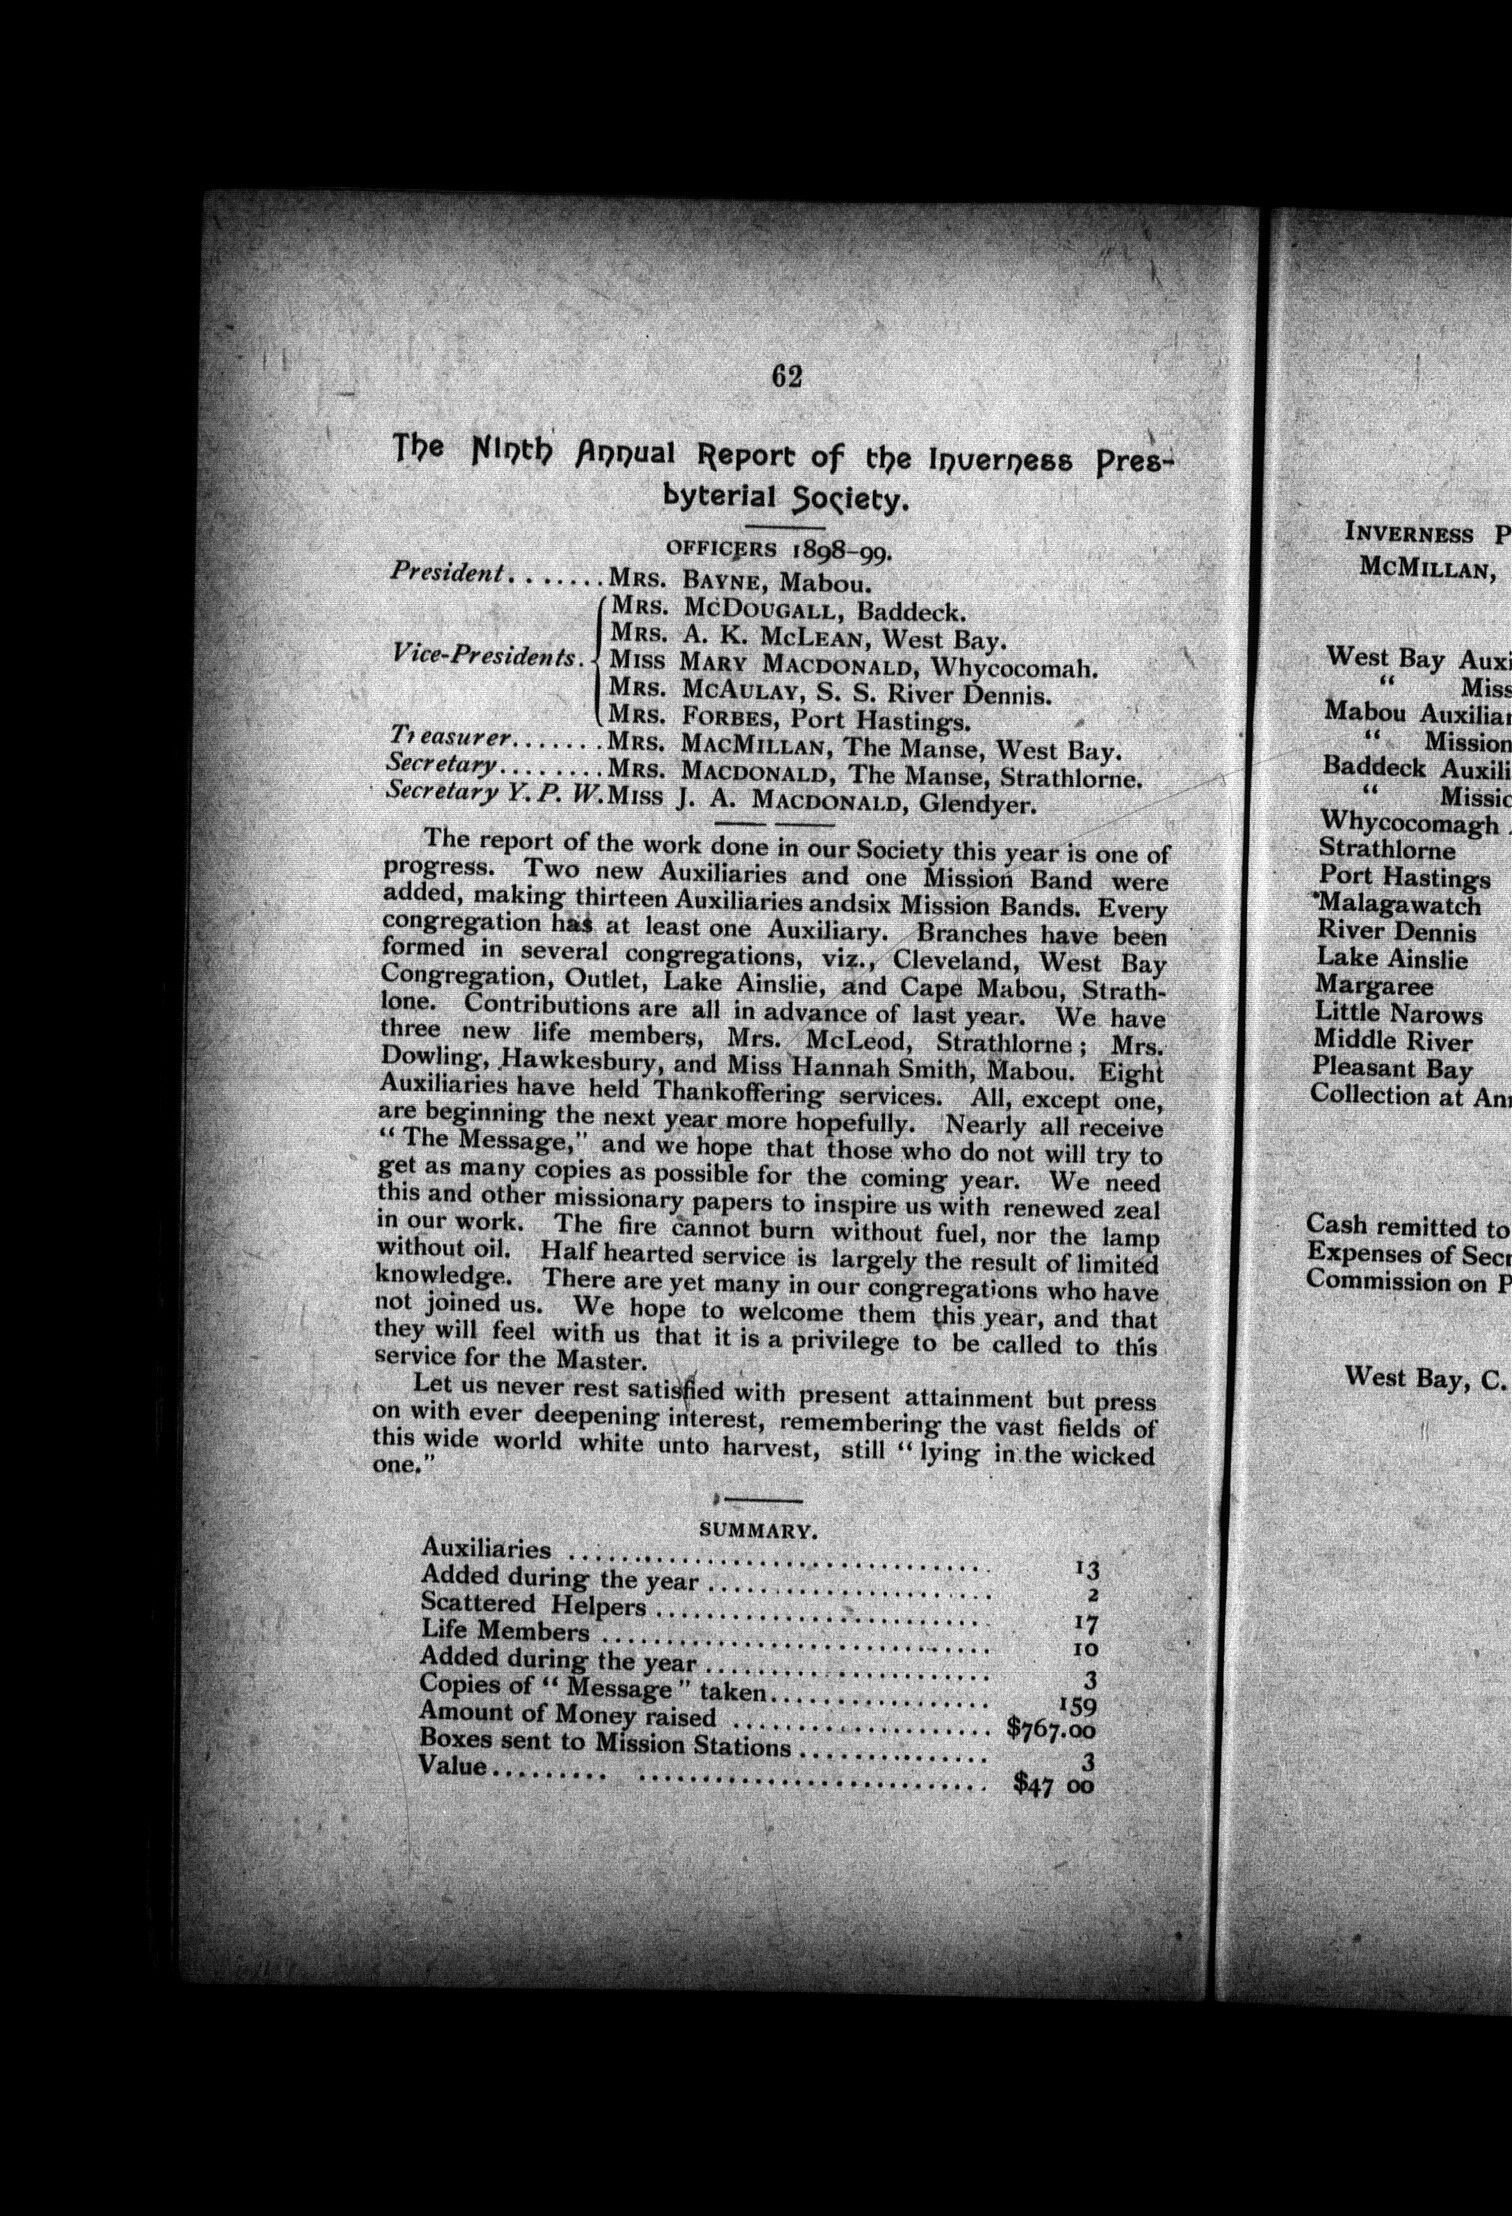 62
The Ninth Annual Report of the Inverness Pres-
byterial Society.
OFFICERS 1898-99.
President.......MRS. BAYNE, Mabou.
MRS. MCDOUGALL, Baddeck.
MRS. A. K. MCLEAN, West Bay.
Vice-Presidents. MISS MARY MACDONALD, Whycocomah.
MRS. MCAULAY, S. S. River Dennis.
MRS. FORBES, Port Hastings.
Treasurer.......MRS. MACMILLAN, The Manse, West Bay.
Secretary........MRS. MACDONALD, The Manse, Strathlorne.
Secretary Y. P. W.MISS J. A. MACDONALD, Glendyer.
The report of the work done in our Society this year is one of
progress. Two new Auxiliaries and one Mission Band were
added, making thirteen Auxiliaries andsix Mission Bands. Every
congregation has at least one Auxiliary. Branches have been
formed in several congregations, viz., Cleveland, West Bay
Congregation, Outlet, Lake Ainslie, and Cape Mabou, Strath-
lone. Contributions are all in advance of last year. We have
three new life members, Mrs. McLeod, Strathlorne; Mrs.
Dowling, Hawkesbury, and Miss Hannah Smith, Mabou. Eight
Auxiliaries have held Thankoffering services. All, except one,
are beginning the next year more hopefully. Nearly all receive
"The Message," and we hope that those who do not will try to
get as many copies as possible for the coming year. We need
this and other missionary papers to inspire us with renewed zeal
in our work. The fire cannot burn without fuel, nor the lamp
without oil. Half hearted service is largely the result of limited
knowledge. There are yet many in our congregations who have
not joined us. We hope to welcome them this year, and that
they will feel with us that it is a privilege to be called to this
service for the Master.
Let us never rest satisfied with present attainment but press
on with ever deepening interest, remembering the vast fields of
this wide world white unto harvest, still "lying in the wicked
one."
SUMMARY.
Auxiliaries ................................ 13
Added during the year ...................... 2
Scattered Helpers .......................... 17
Life Members .............................. 10
Added during the year ...................... 3
Copies of "Message" taken................. 159
Amount of Money raised .................... $767.00
Boxes sent to Mission Stations ............... 3
Value......... ........................... $47 00
INVERNESS P
MCMILLAN,
West Bay Auxi
" Miss
Mabou Auxiliar
" Mission
Baddeck Auxili
" Missio
Whycocomagh
Strathlorne
Port Hastings
Malagawatch
River Dennis
Lake Ainslie
Margaree
Little Narows
Middle River
Pleasant Bay
Collection at Ann
Cash remitted to
Expenses of Secr
Commission on P
West Bay, C.